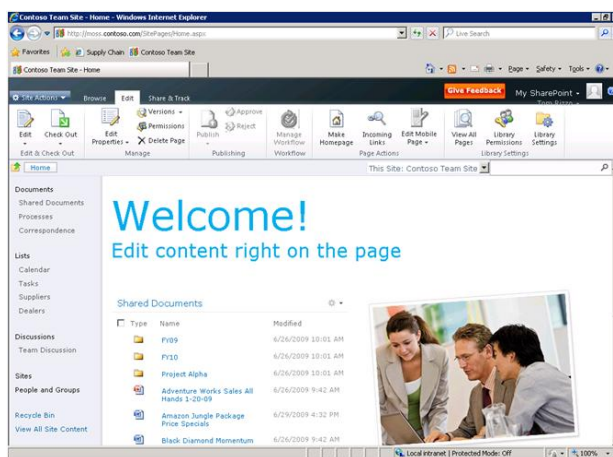 Contoso Team Site - Home - Windows Internet Explorer
http://moss.contoso.com/SitePages/Home.aspx
Live Search
Favorites Supply Chain Contoso Team Site
Contoso Team Site - Home
Page Safety Tools
Give Feedback My SharePoint
Site Actions Browse Edit Share & Track
Edit
Check Out
Edit Properties
Versions
Permissions
Delete Page
Publish
Approve
Reject
Manage Workflow
Make Homepage
Incoming Links
Edit Mobile Page
View All Pages
Library Permissions
Library Settings
Edit & Check Out Manage Publishing Workflow Page Actions Library Settings
Home
This Site: Contoso Team Site
Documents
Shared Documents
Processes
Correspondence
Lists
Calendar
Tasks
Suppliers
Dealers
Discussions
Team Discussion
Sites
People and Groups
Recycle Bin
View All Site Content
Welcome!
Edit content right on the page
Shared Documents
Type Name Modified
FY09 6/26/2009 10:01 AM
FY10 6/26/2009 10:01 AM
Project Alpha 6/26/2009 10:01 AM
Adventure Works Sales All 6/26/2009 9:42 AM
Hands 1-20-09
Amazon Jungle Package 6/29/2009 4:32 PM
Price Specials
Black Diamond Momentum 6/26/2009 9:42 AM
Local intranet | Protected Mode: Off 100%